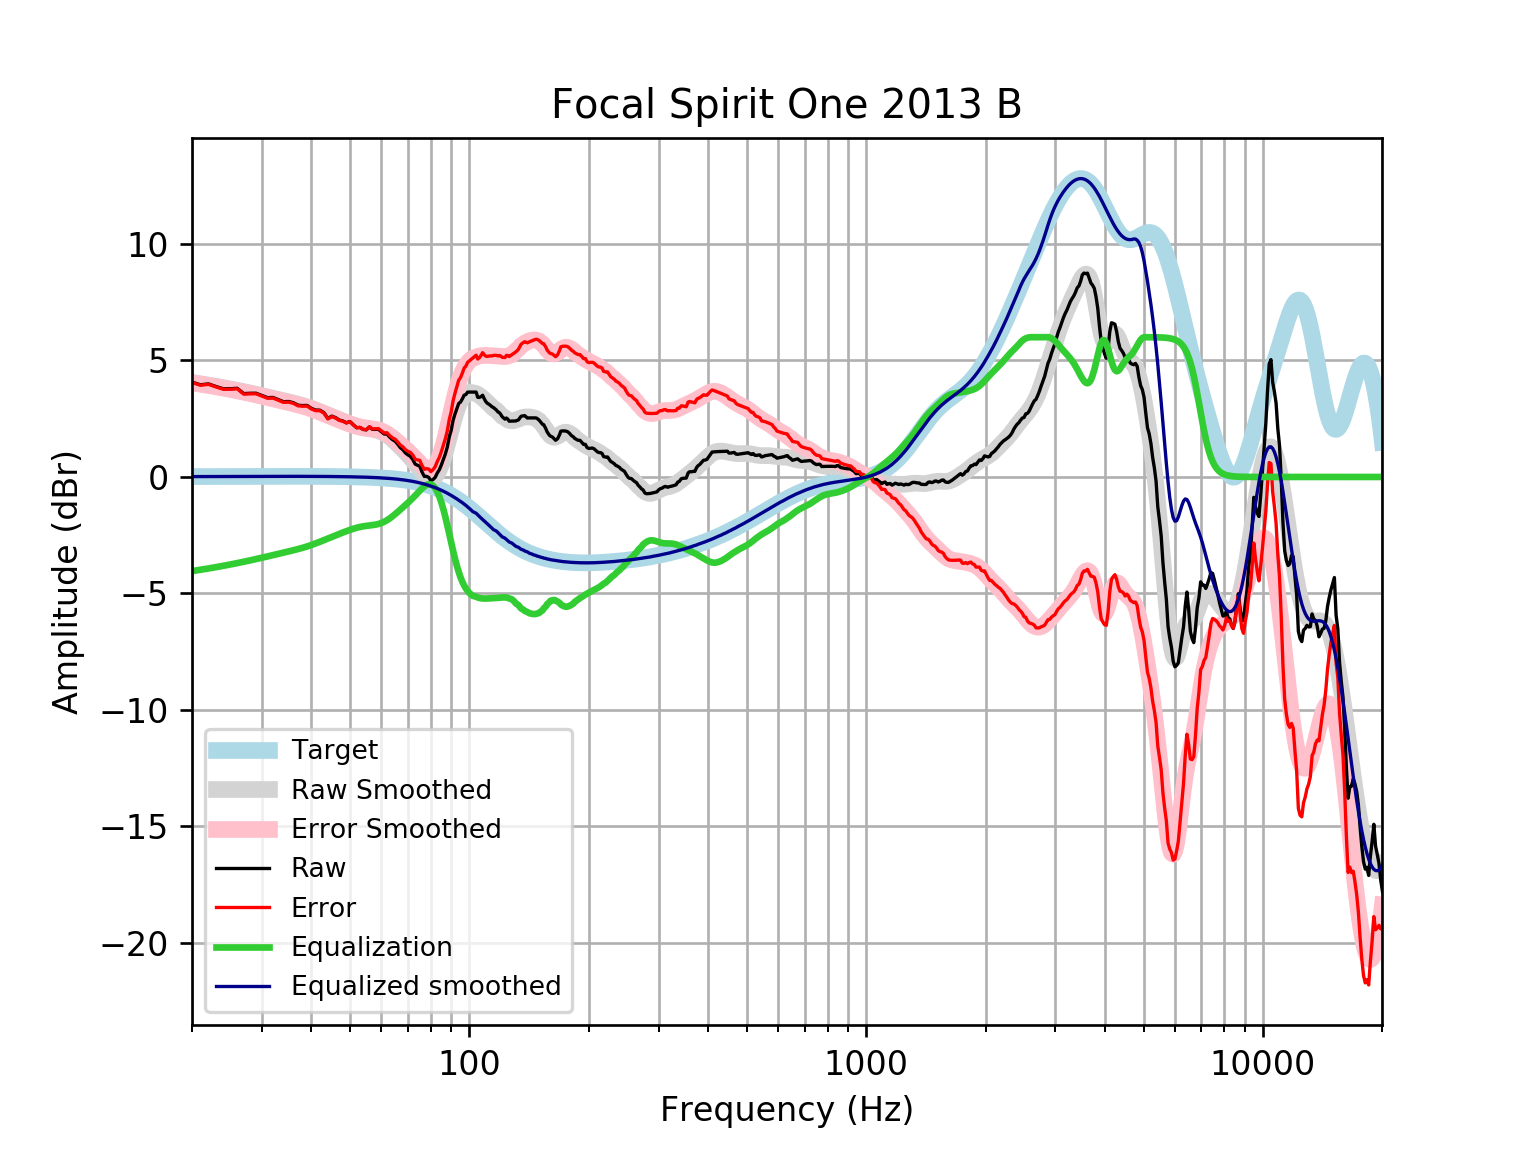 Focal Spirit One 2013 B
Amplitude (dBr)
10
5
0
−5
−10
−15
−20
Target
Raw Smoothed
Error Smoothed
Raw
Error
Equalization
Equalized smoothed
100
1000
10000
Frequency (Hz)